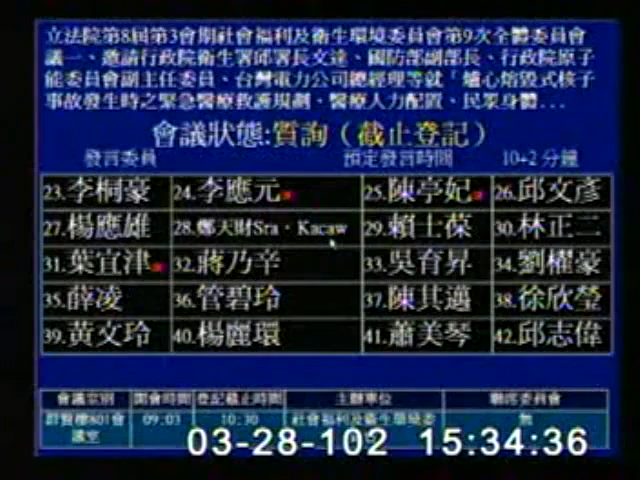 立法院第8屆第3會期社會福利及衛生環境委員會第9次全體委員會
議一、邀請行政院衛生署邱署長文達、國防部副部長、行政院原子
能委員會副主任委員、台灣電力公司總經理等就「爐心熔毀式核子
事故發生時之緊急醫療救護規劃、醫療人力配置、民眾身體...
會議狀態:質詢（截止登記）
發言委員 預定發言時間 10+2分鐘
23.李桐豪 24.李應元 25.陳亭妃 26.邱文彥
27.楊應雄 28.鄭天財Sra·Kacaw 29.賴士葆 30.林正二
31.葉宜津 32.蔣乃辛 33.吳育昇 34.劉櫂豪
35.薛凌 36.管碧玲 37.陳其邁 38.徐欣瑩
39.黃文玲 40.楊麗環 41.蕭美琴 42.邱志偉
會議室別 開會時間 登記截止時間 主辦單位 聯席委員會
群賢樓801會 09:03 10:30 社會福利及衛生環境委 無
議室
03-28-102 15:34:36